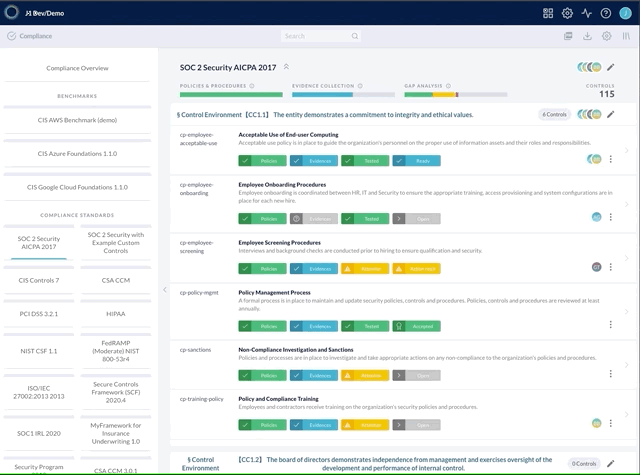 J1 Dev/Demo
Compliance
Search
Compliance Overview
BENCHMARKS
CIS AWS Benchmark (demo)
CIS Azure Foundations 1.1.0
CIS Google Cloud Foundations 1.1.0
COMPLIANCE STANDARDS
SOC 2 Security
AICPA 2017
SOC 2 Security with
Example Custom
Controls
CIS Controls 7
CSA CCM
PCI DSS 3.2.1
HIPAA
NIST CSF 1.1
FedRAMP
(Moderate) NIST
800-53r4
ISO/IEC
27002:2013 2013
Secure Controls
Framework (SCF)
2020.4
SOC1 IRL 2020
MyFramework for
Insurance
Underwriting 1.0
Security Program
CSA CCM 3.0.1
SOC 2 Security AICPA 2017
POLICIES & PROCEDURES
EVIDENCE COLLECTION
GAP ANALYSIS
CONTROLS
115
§ Control Environment 【CC1.1】 The entity demonstrates a commitment to integrity and ethical values.
6 Controls
cp-employee-
acceptable-use
Acceptable Use of End-user Computing
Acceptable use policy is in place to guide the organization's personnel on the proper use of information assets and their roles and responsibilities.
Policies Evidences Tested Ready
cp-employee-
onboarding
Employee Onboarding Procedures
Employee onboarding is coordinated between HR, IT and Security to ensure the appropriate training, access provisioning and system configurations are in
place for each new hire.
Policies Evidences Tested Open
cp-employee-
screening
Employee Screening Procedures
Interviews and background checks are conducted prior to hiring to ensure qualification and security.
Policies Evidences
cp-policy-mgmt
Policy Management Process
A formal process is in place to maintain and update security policies, controls and procedures. Policies, controls and procedures are reviewed at least
annually.
Policies Evidences Tested Accepted
cp-sanctions
Non-Compliance Investigation and Sanctions
Policies and processes are in place to investigate and take appropriate actions on any non-compliance to the organization's policies and procedures.
Policies Evidences Open
cp-training-policy
Policy and Compliance Training
Employees and contractors receive training on the organization's security policies and procedures.
Policies Evidences Open
§ Control
Environment
【CC1.2】 The board of directors demonstrates independence from management and exercises oversight of the
development and performance of internal control.
0 Controls